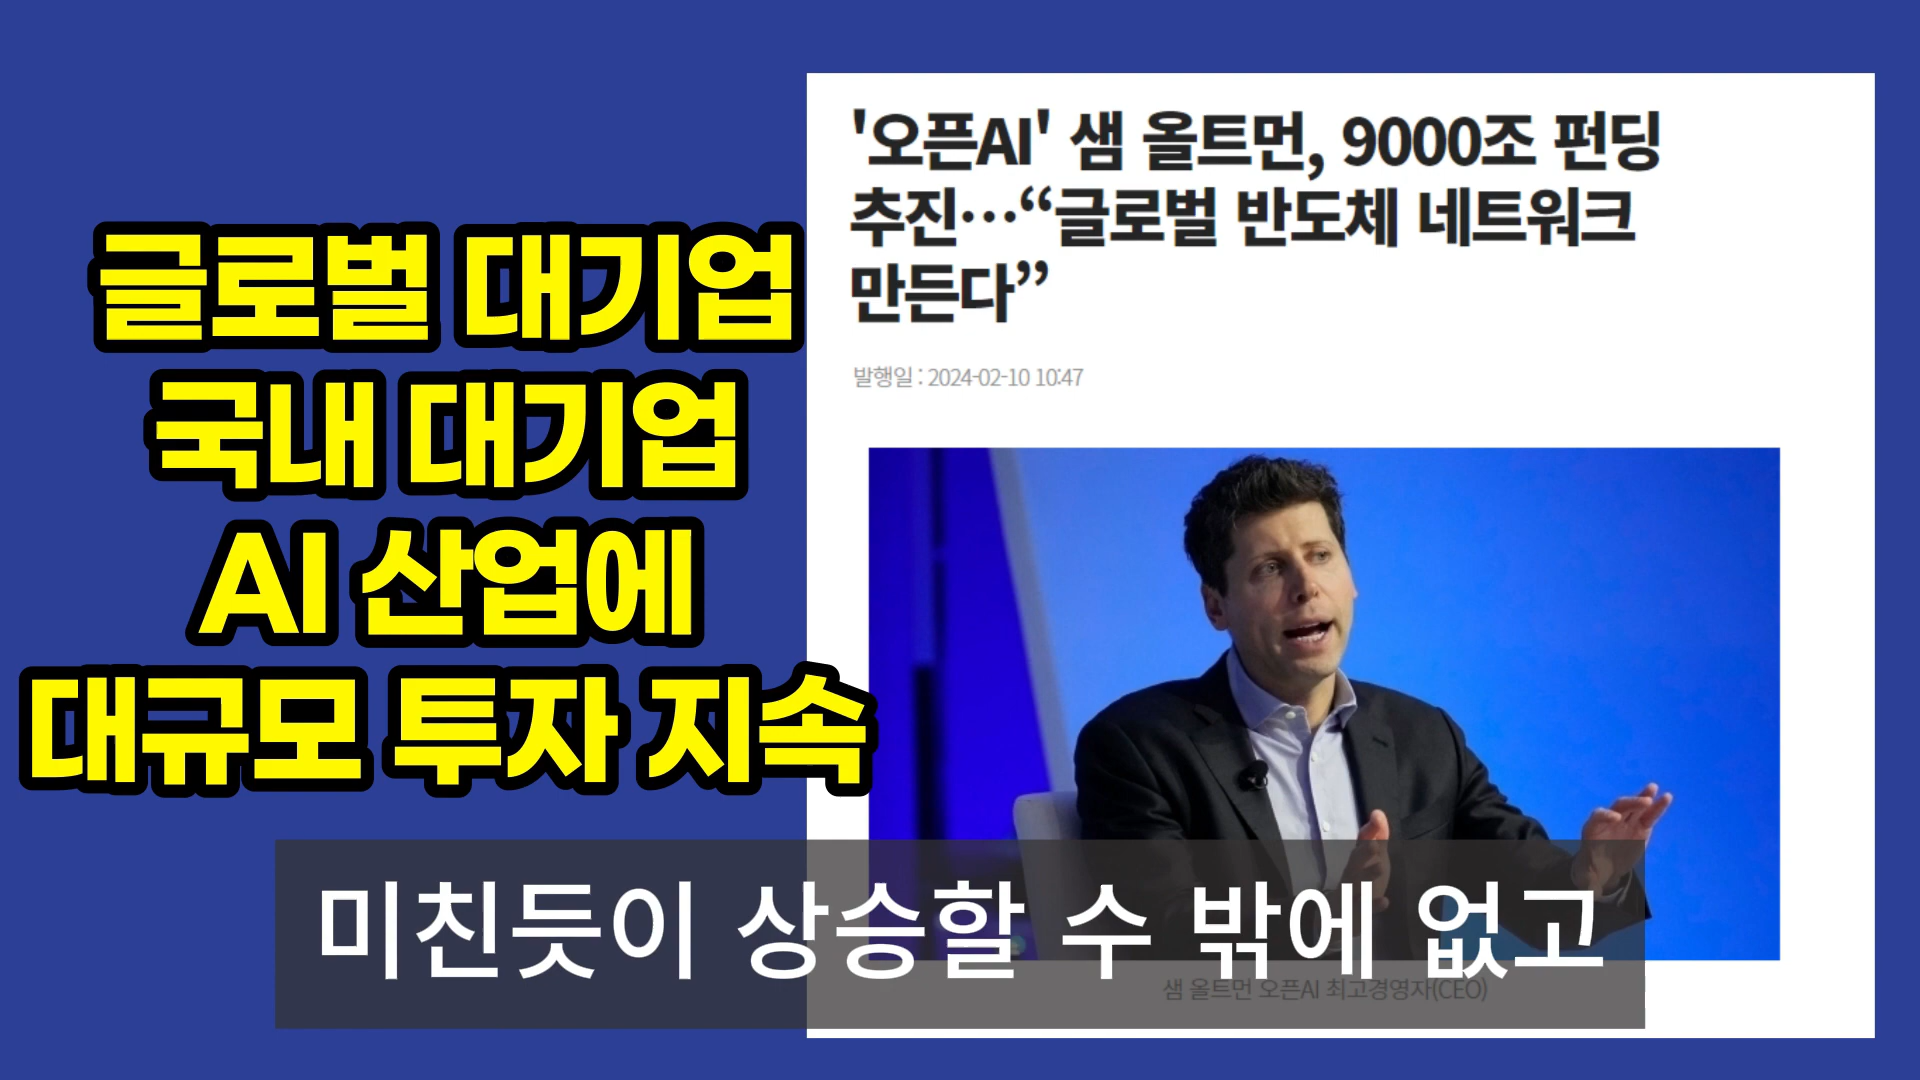 글로벌 대기업
국내 대기업
AI 산업에
대규모 투자 지속
'오픈AI' 샘 올트먼, 9000조 펀딩
추진…“글로벌 반도체 네트워크
만든다”
발행일 : 2024-02-10 10:47
샘 올트먼 오픈AI 최고경영자(CEO)
미친듯이 상승할 수 밖에 없고